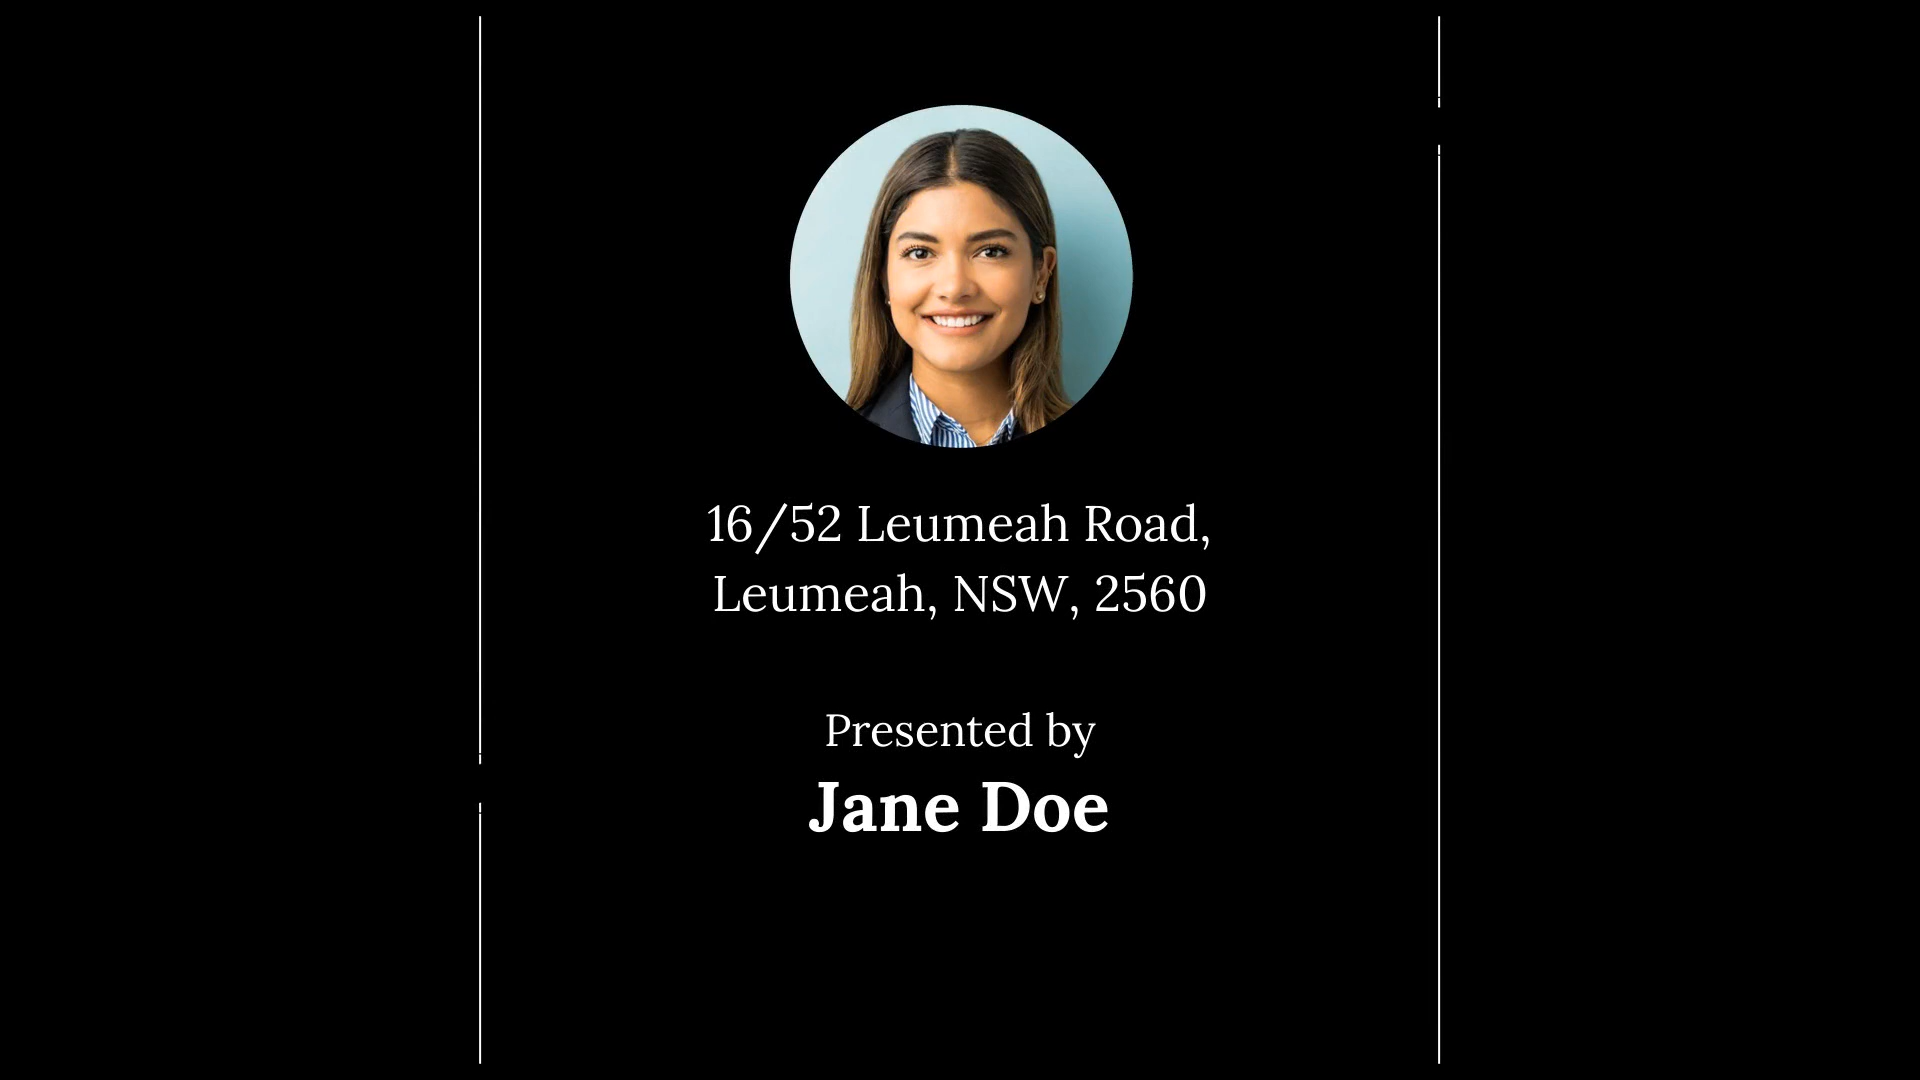 16/52 Leumeah Road,
Leumeah, NSW, 2560
Presented by
Jane Doe